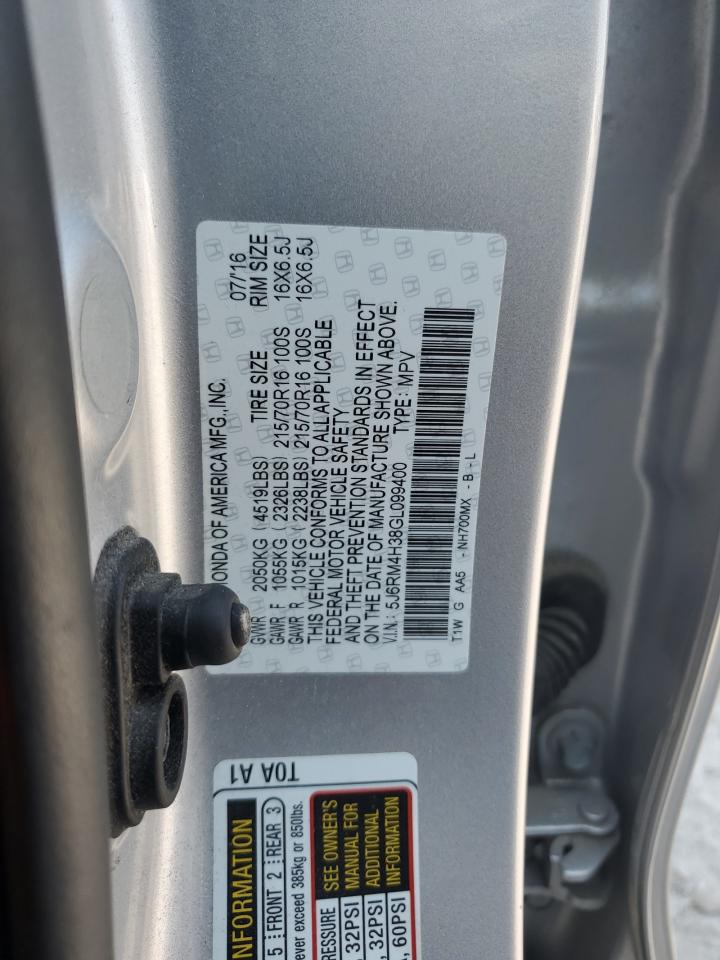 ONDA OF AMERICA MFG., INC. 07/'16
GVWR 2050KG (4519LBS) TIRE SIZE RIM SIZE
GAWR F 1055KG (2326LBS) 215/70R16 100S 16X6.5J
GAWR R 1015KG (2238LBS) 215/70R16 100S 16X6.5J
THIS VEHICLE CONFORMS TO ALL APPLICABLE
FEDERAL MOTOR VEHICLE SAFETY
AND THEFT PREVENTION STANDARDS IN EFFECT
ON THE DATE OF MANUFACTURE SHOWN ABOVE.
V.I.N.: 5J6RM4H38GL099400 TYPE: MPV
T1W G AA5 - NH700MX - B - L
T0A A1
INFORMATION
5 FRONT 2 REAR 3
ever exceed 385kg or 850lbs.
RESSURE
, 32PSI
, 32PSI
, 60PSI
SEE OWNER'S
MANUAL FOR
ADDITIONAL
INFORMATION